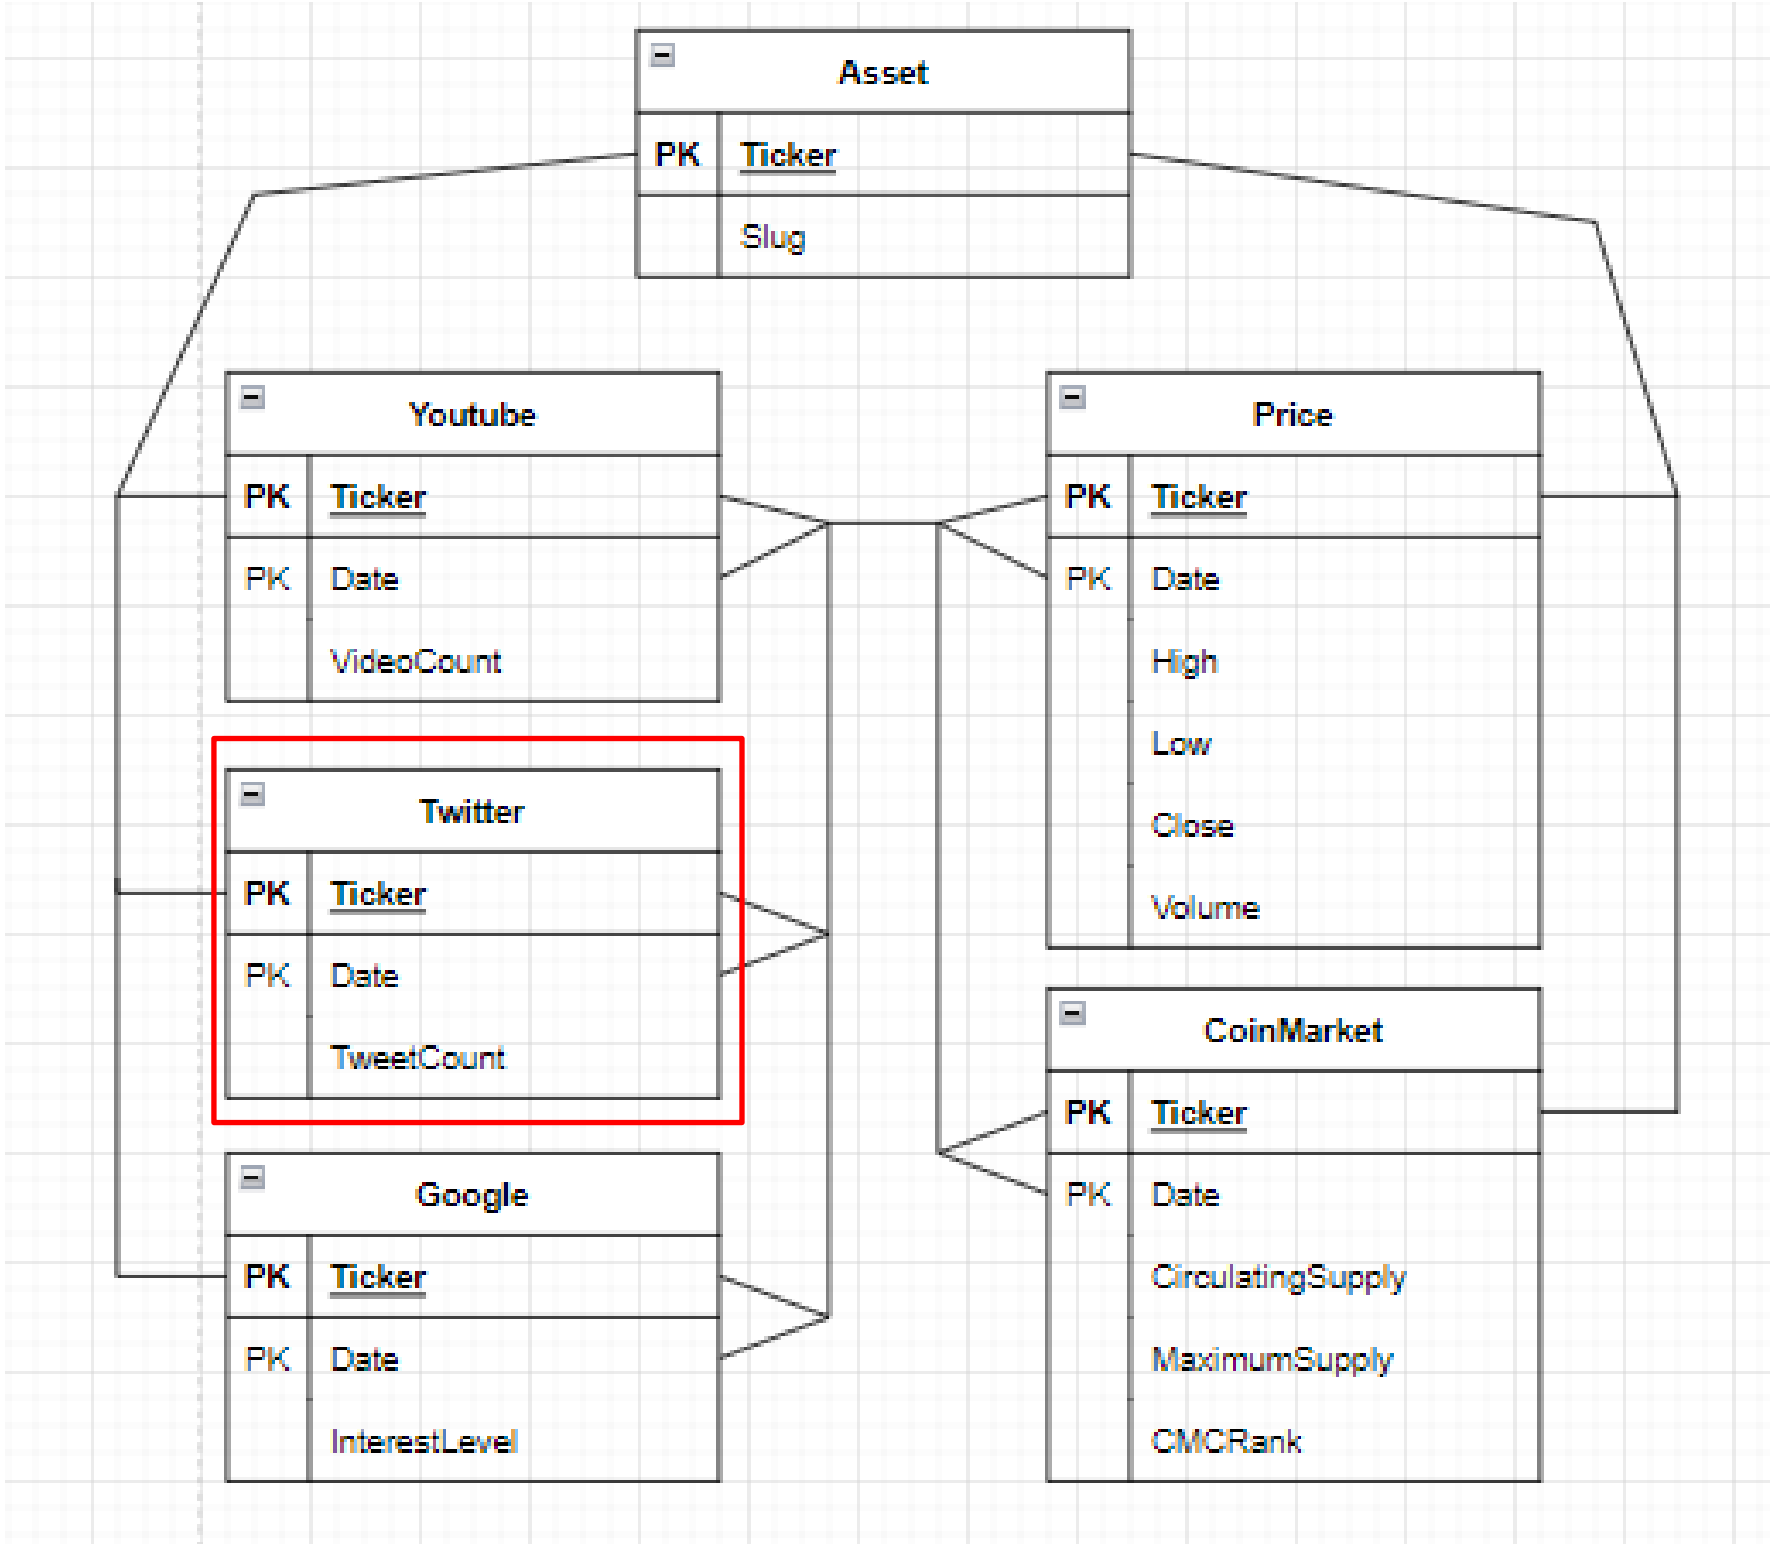 Asset
PK Ticker
Slug
Youtube
PK Ticker
PK Date
VideoCount
Price
PK Ticker
PK Date
High
Low
Close
Volume
Twitter
PK Ticker
PK Date
TweetCount
CoinMarket
PK Ticker
PK Date
CirculatingSupply
MaximumSupply
CMCRank
Google
PK Ticker
PK Date
InterestLevel